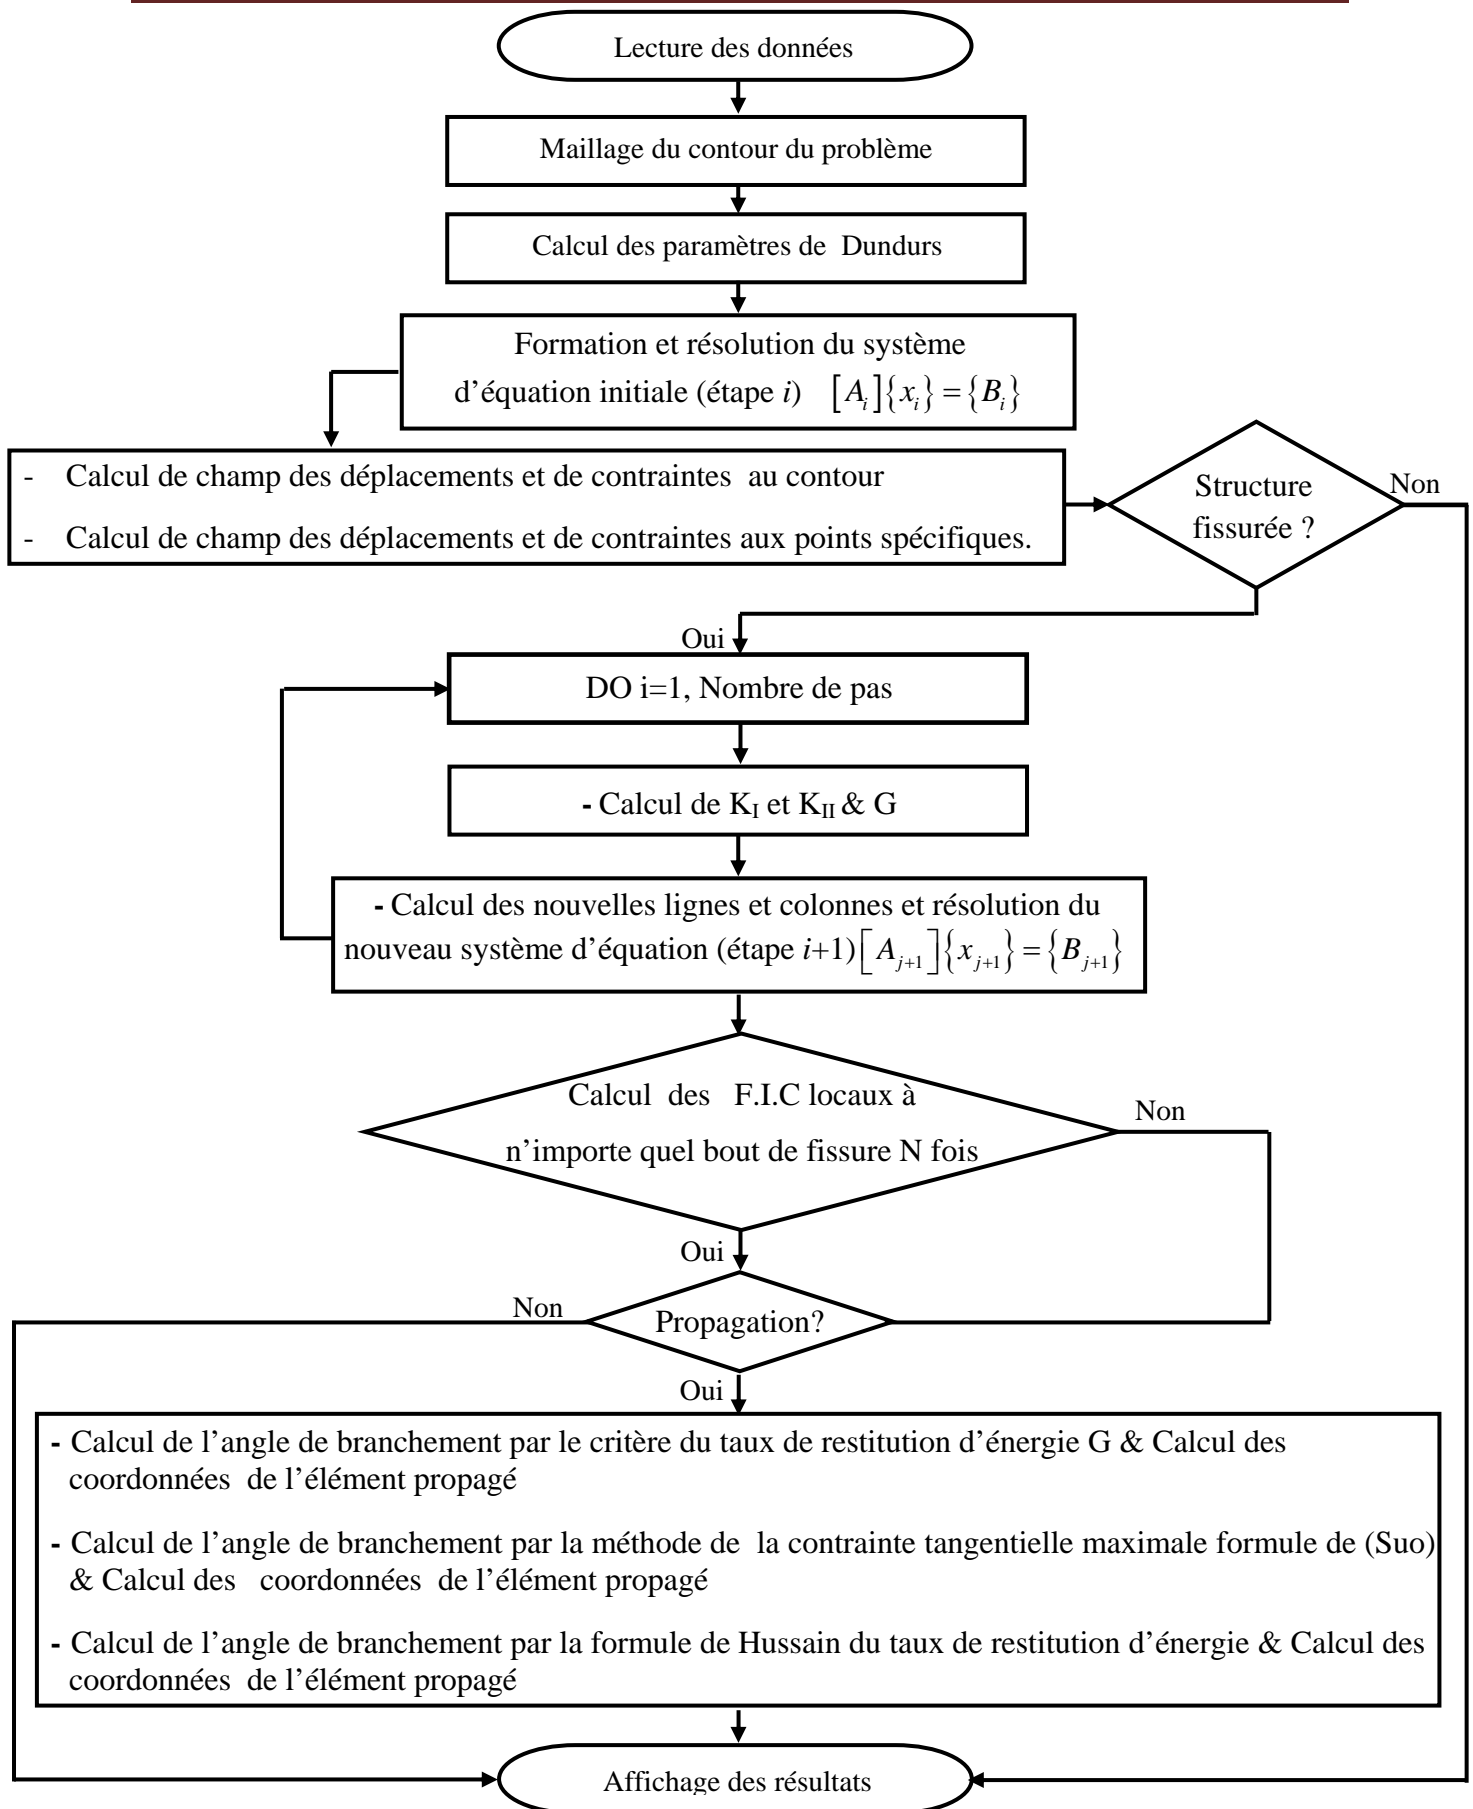 Lecture des données
Maillage du contour du problème
Calcul des paramètres de Dundurs
Formation et résolution du système
d’équation initiale (étape i) [A_i]{x_i} = {B_i}
- Calcul de champ des déplacements et de contraintes au contour
- Calcul de champ des déplacements et de contraintes aux points spécifiques.
Structure
fissurée ?
Non
Oui
DO i=1, Nombre de pas
- Calcul de K_I et K_II & G
- Calcul des nouvelles lignes et colonnes et résolution du
nouveau système d’équation (étape i+1) [A_{j+1}]{x_{j+1}} = {B_{j+1}}
Calcul des F.I.C locaux à
n’importe quel bout de fissure N fois
Non
Oui
Non
Propagation?
Oui
- Calcul de l’angle de branchement par le critère du taux de restitution d’énergie G & Calcul des
coordonnées de l’élément propagé
- Calcul de l’angle de branchement par la méthode de la contrainte tangentielle maximale formule de (Suo)
& Calcul des coordonnées de l’élément propagé
- Calcul de l’angle de branchement par la formule de Hussain du taux de restitution d’énergie & Calcul des
coordonnées de l’élément propagé
Affichage des résultats